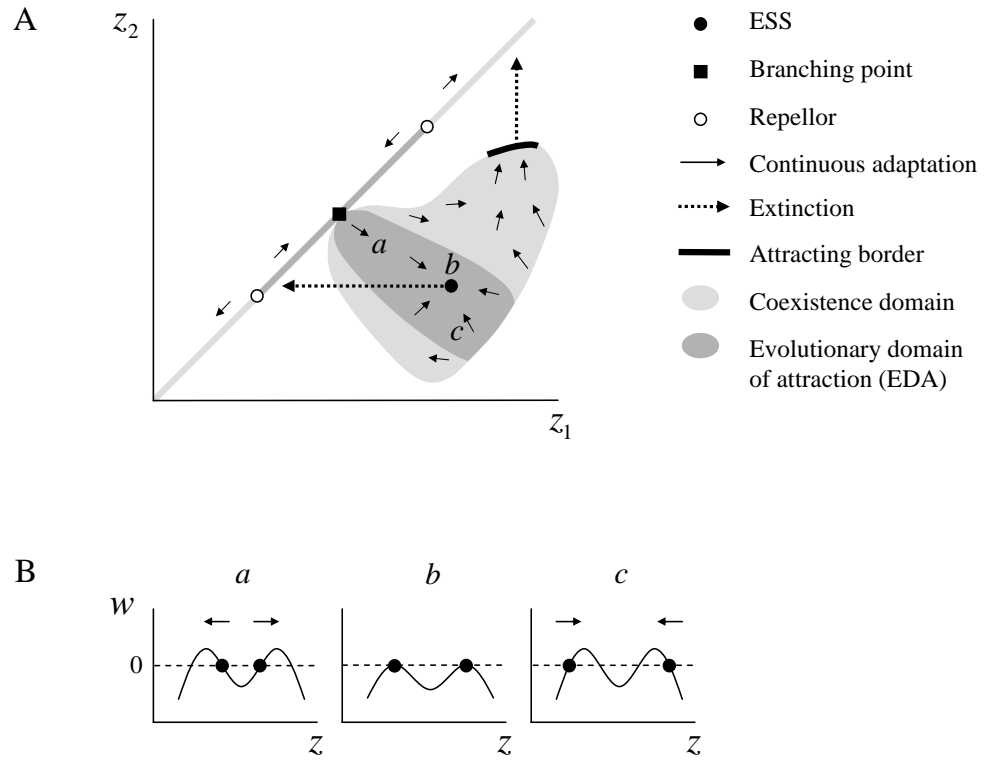 A
z2
ESS
Branching point
Repellor
Continuous adaptation
Extinction
Attracting border
Coexistence domain
Evolutionary domain
of attraction (EDA)
a
b
c
z1
B
a
b
c
w
0
z
z
z